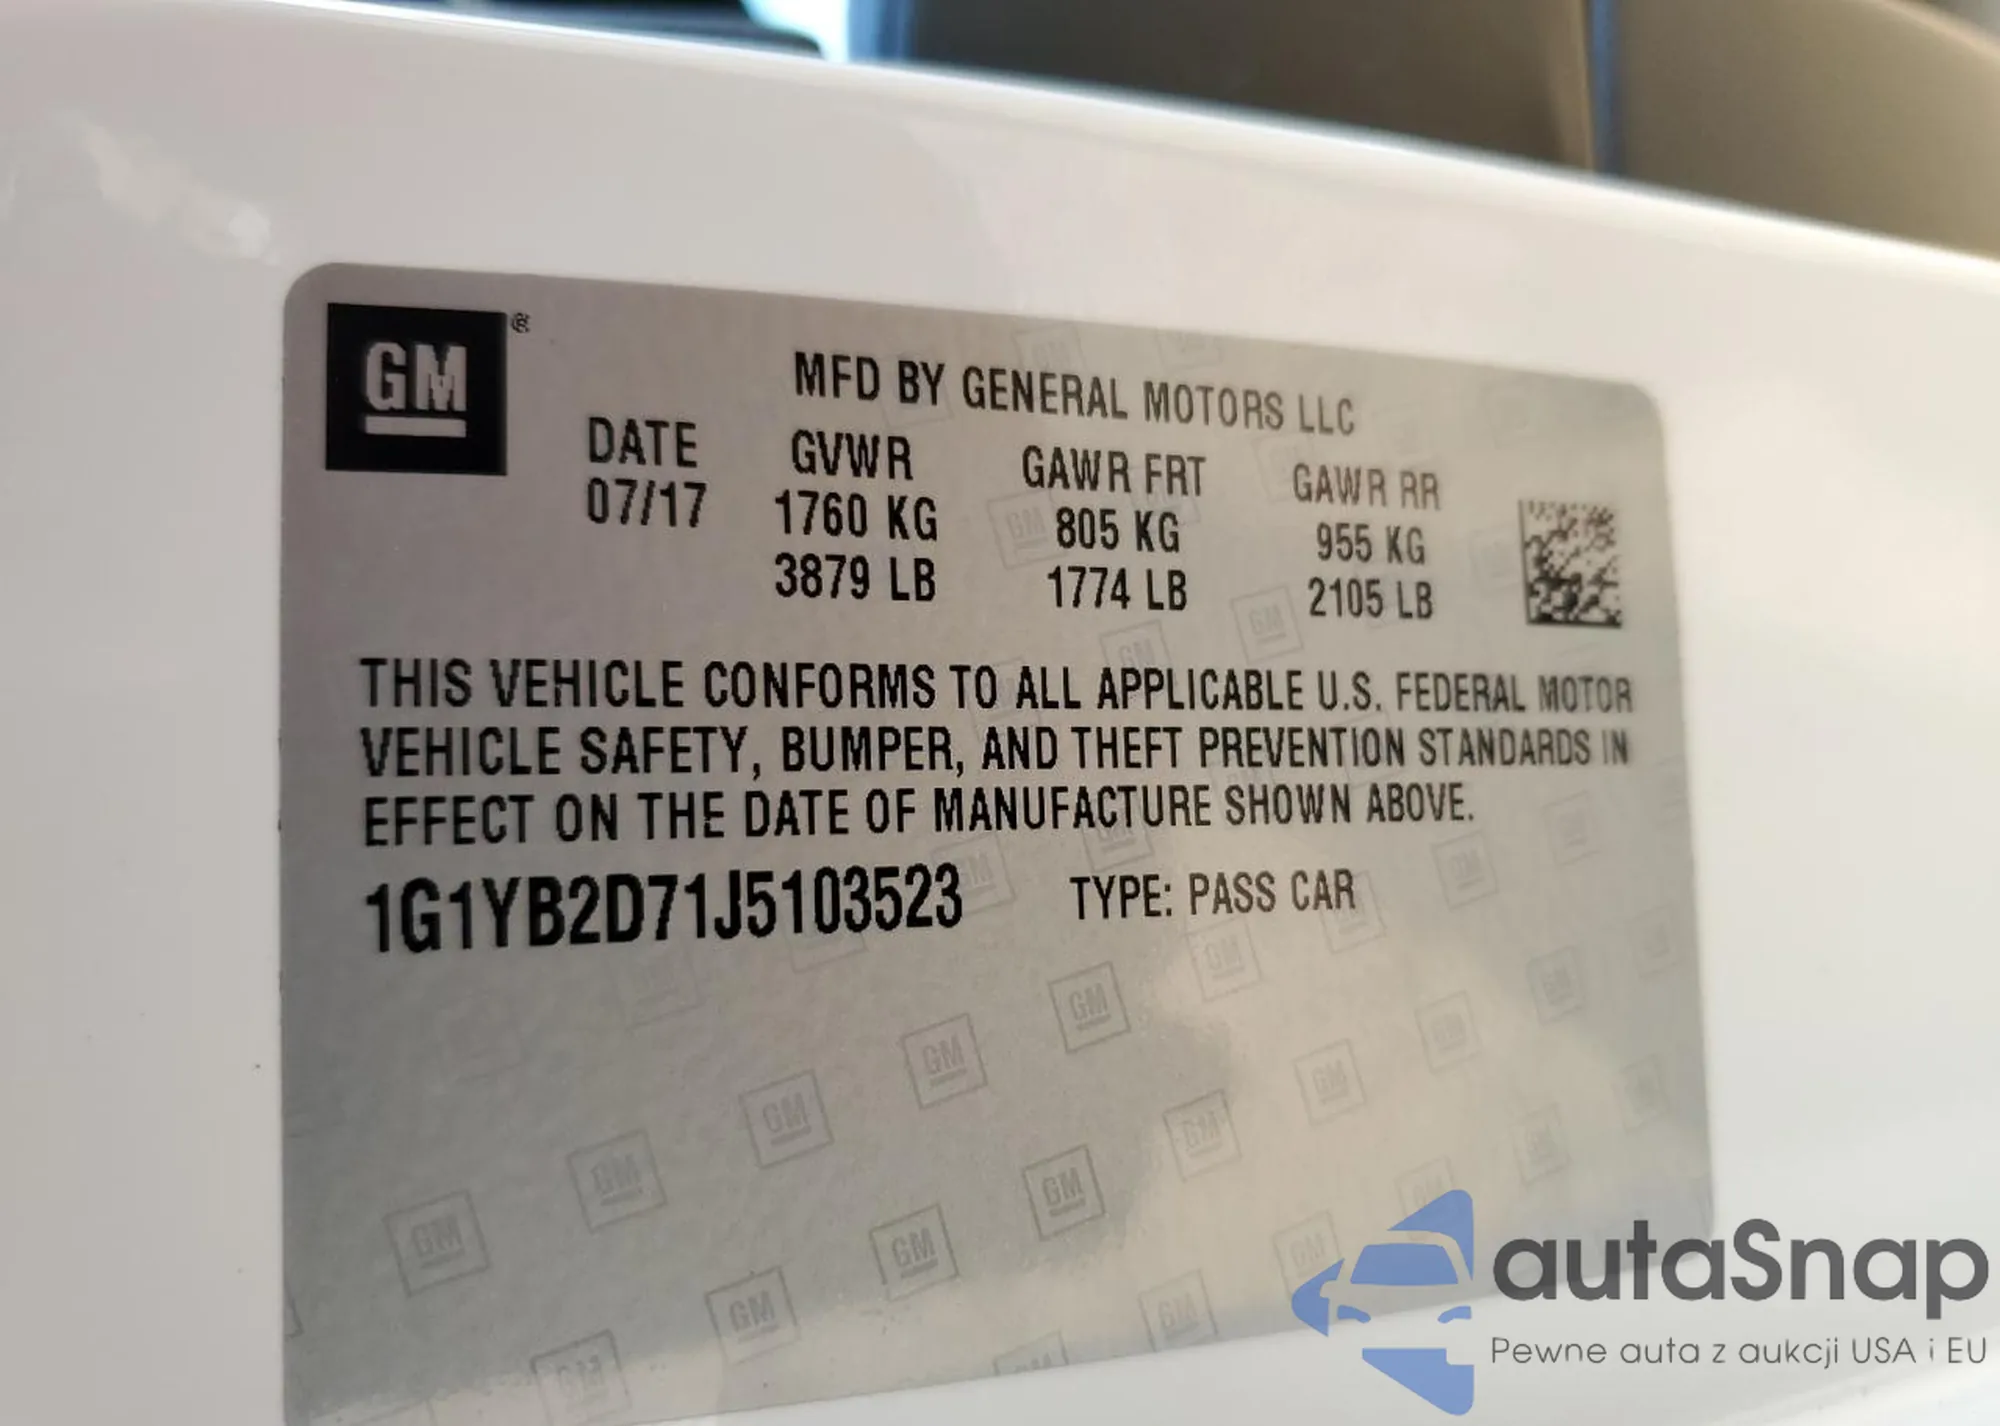 GM®
MFD BY GENERAL MOTORS LLC
DATE GVWR GAWR FRT GAWR RR
07/17 1760 KG 805 KG 955 KG
3879 LB 1774 LB 2105 LB
THIS VEHICLE CONFORMS TO ALL APPLICABLE U.S. FEDERAL MOTOR
VEHICLE SAFETY, BUMPER, AND THEFT PREVENTION STANDARDS IN
EFFECT ON THE DATE OF MANUFACTURE SHOWN ABOVE.
1G1YB2D71J5103523 TYPE: PASS CAR
autaSnap
Pewne auta z aukcji USA i EU